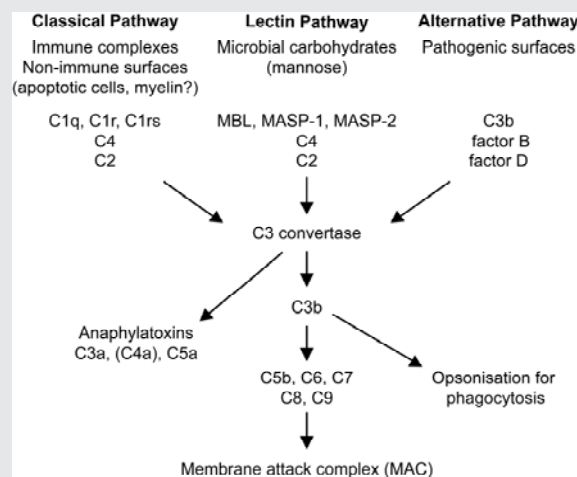 Classical Pathway
Immune complexes
Non-immune surfaces
(apoptotic cells, myelin?)
C1q, C1r, C1rs
C4
C2
Lectin Pathway
Microbial carbohydrates
(mannose)
MBL, MASP-1, MASP-2
C4
C2
Alternative Pathway
Pathogenic surfaces
C3b
factor B
factor D
C3 convertase
Anaphylatoxins
C3a, (C4a), C5a
C3b
C5b, C6, C7
C8, C9
Opsonisation for
phagocytosis
Membrane attack complex (MAC)